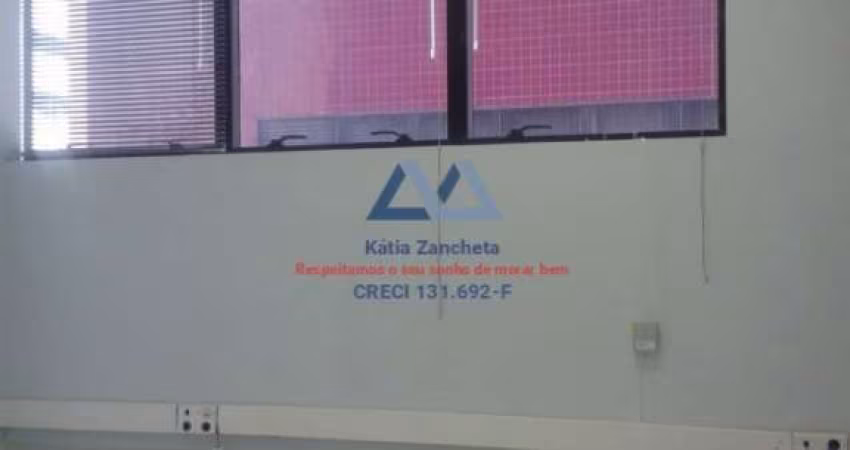 Kátia Zancheta
Respeitamos o seu sonho de morar bem
CRECI 131.692-F